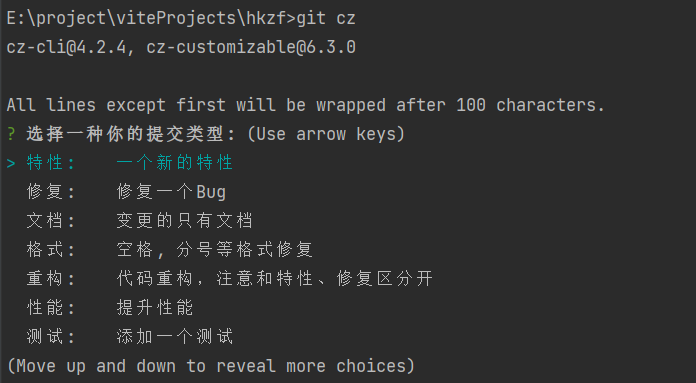 E:\project\viteProjects\hkzf>git cz
cz-cli@4.2.4, cz-customizable@6.3.0
All lines except first will be wrapped after 100 characters.
? 选择一种你的提交类型: (Use arrow keys)
> 特性:    一个新的特性
修复:    修复一个Bug
文档:    变更的只有文档
格式:    空格, 分号等格式修复
重构:    代码重构，注意和特性、修复区分开
性能:    提升性能
测试:    添加一个测试
(Move up and down to reveal more choices)